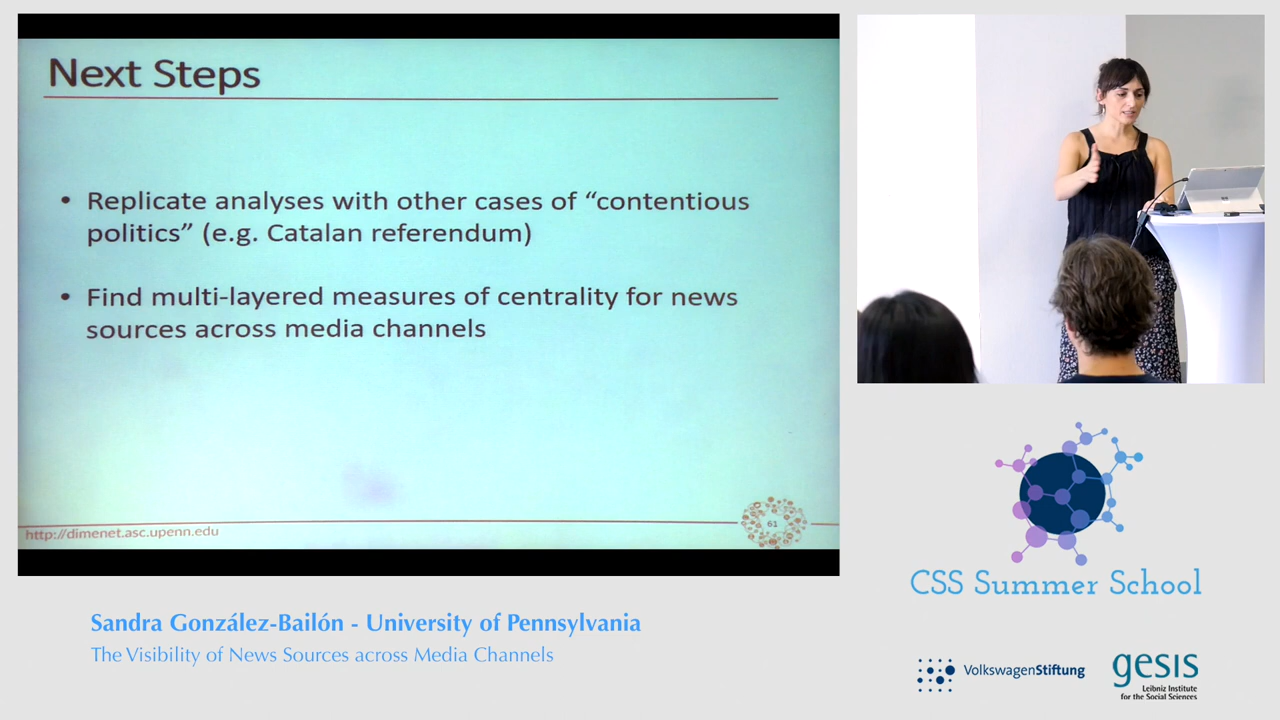 Next Steps
• Replicate analyses with other cases of “contentious
politics” (e.g. Catalan referendum)
• Find multi-layered measures of centrality for news
sources across media channels
http://dimenet.asc.upenn.edu
61
CSS Summer School
Sandra González-Bailón - University of Pennsylvania
The Visibility of News Sources across Media Channels
VolkswagenStiftung
gesis
Leibniz Institute
for the Social Sciences